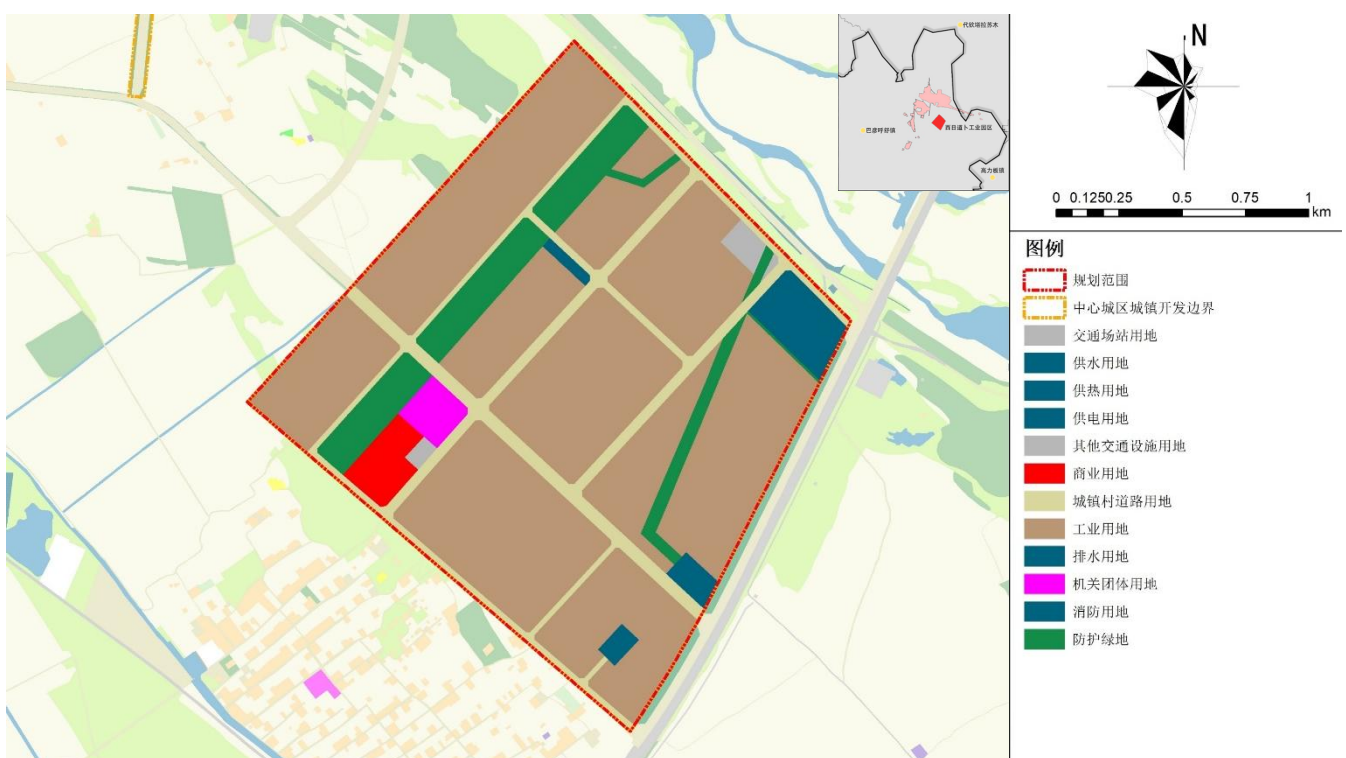 代钦塔拉苏木
巴彦呼舒镇
西日道卜工业园区
高力板镇
N
0 0.1250.25 0.5 0.75 1
km
图例
规划范围
中心城区城镇开发边界
交通场站用地
供水用地
供热用地
供电用地
其他交通设施用地
商业用地
城镇村道路用地
工业用地
排水用地
机关团体用地
消防用地
防护绿地